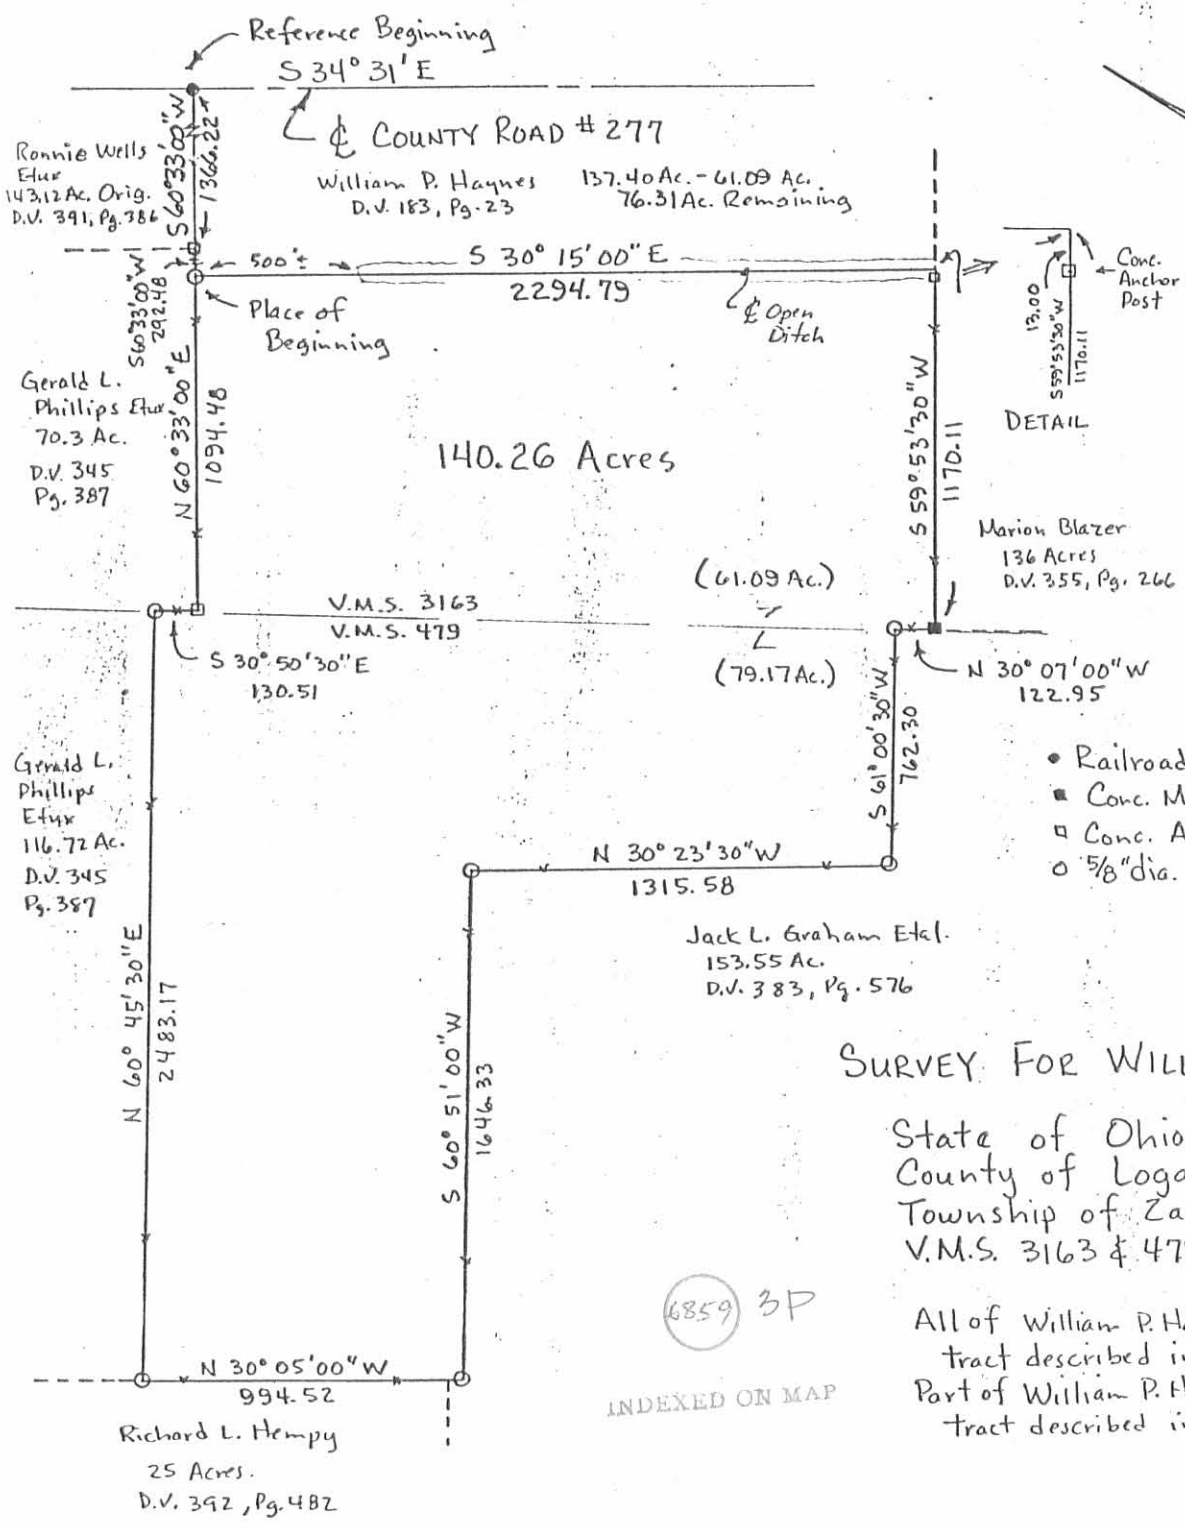 Reference Beginning
S 34° 31' E
℄ COUNTY ROAD #277
S 60°33'00" W
1366.22
Ronnie Wells
Etux
143.12 Ac. Orig.
D.V. 391, Pg. 386
William P. Haynes
D.V. 183, Pg. 23
137.40 Ac. - 61.09 Ac.
76.31 Ac. Remaining
500'±
S 30° 15' 00" E
2294.79
℄ Open
Ditch
Place of
Beginning
S 60°33'00" W
292.48
N 60° 33' 00" E
1094.48
Gerald L.
Phillips Etux
70.3 Ac.
D.V. 345
Pg. 387
140.26 Acres
S 59° 53' 30" W
1170.11
Conc.
Anchor
Post
13.00
S 59°53'30" W
1170.11
DETAIL
Marion Blazer
136 Acres
D.V. 355, Pg. 266
(61.09 Ac.)
V.M.S. 3163
V.M.S. 479
(79.17 Ac.)
S 30° 50' 30" E
130.51
N 30° 07' 00" W
122.95
S 61° 00' 30" W
762.30
Gerald L.
Phillips
Etux
116.72 Ac.
D.V. 345
Pg. 387
• Railroad
■ Conc. M
□ Conc. A
○ 5/8" dia.
N 30° 23' 30" W
1315.58
Jack L. Graham Etal.
153.55 Ac.
D.V. 383, Pg. 576
N 60° 45' 30" E
2483.17
S 60° 51' 00" W
1646.33
SURVEY FOR WILL
State of Ohio
County of Loga
Township of Za
V.M.S. 3163 & 47
All of William P. Ha
tract described i
Part of William P. H
tract described i
6859 3P
INDEXED ON MAP
N 30° 05' 00" W
994.52
Richard L. Hempy
25 Acres.
D.V. 392, Pg. 482